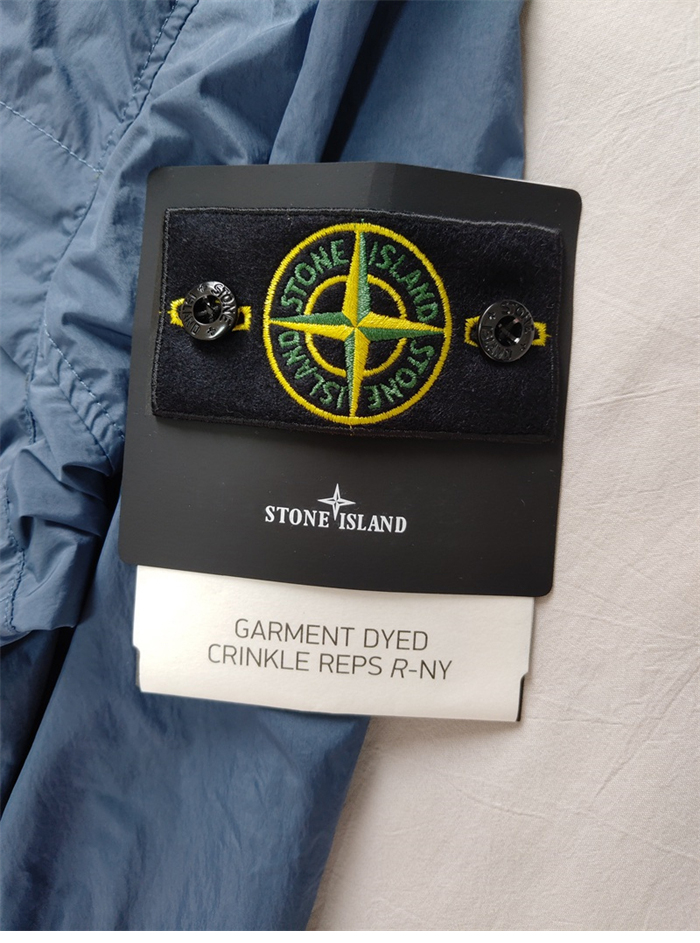 STONE ISLAND
STONE ISLAND
STONE ISLAND
GARMENT DYED
CRINKLE REPS R-NY